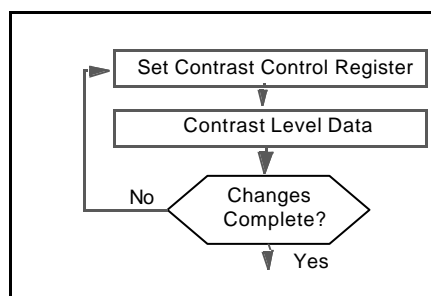 Set Contrast Control Register
Contrast Level Data
No
Changes
Complete?
Yes